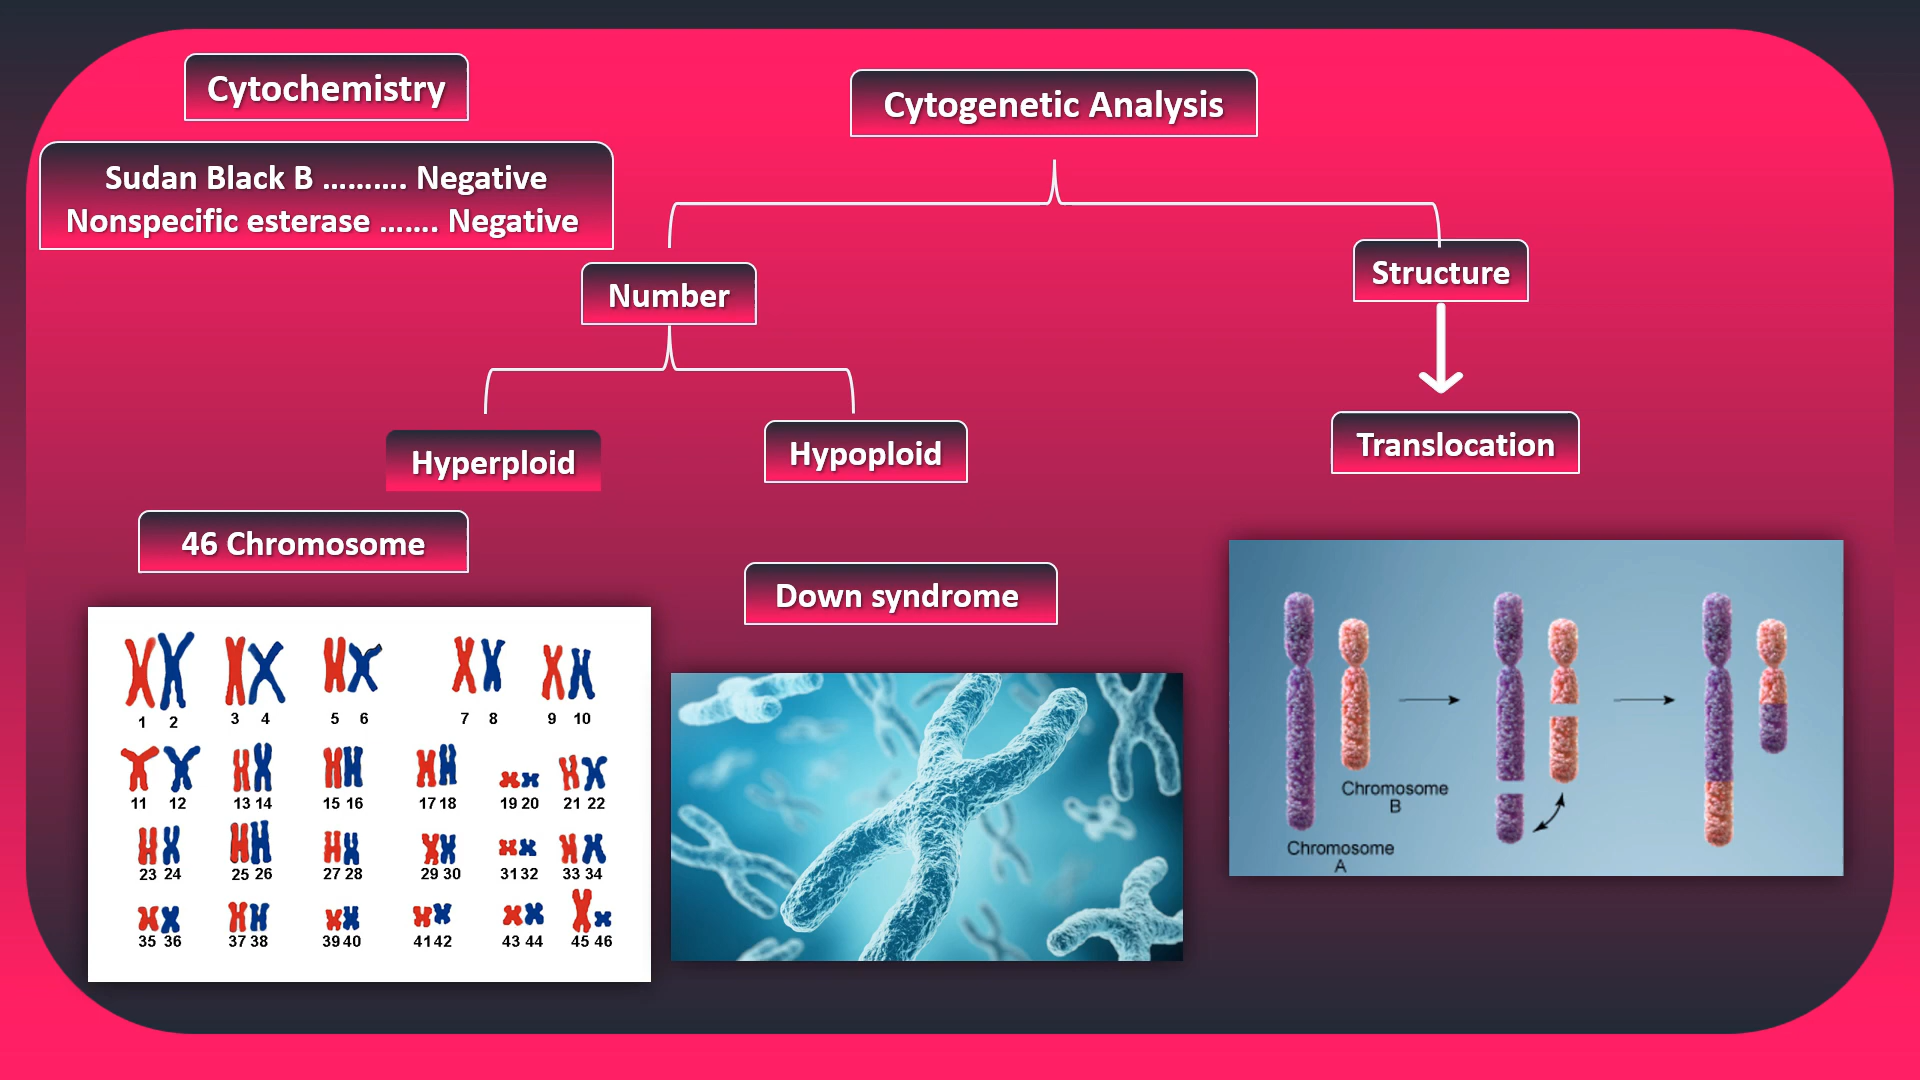 Cytochemistry
Sudan Black B .......... Negative
Nonspecific esterase ....... Negative
Cytogenetic Analysis
Number
Structure
Hyperploid
Hypoploid
Translocation
46 Chromosome
Down syndrome
1 2 3 4 5 6 7 8 9 10
11 12 13 14 15 16 17 18 19 20 21 22
23 24 25 26 27 28 29 30 31 32 33 34
35 36 37 38 39 40 41 42 43 44 45 46
Chromosome
B
Chromosome
A